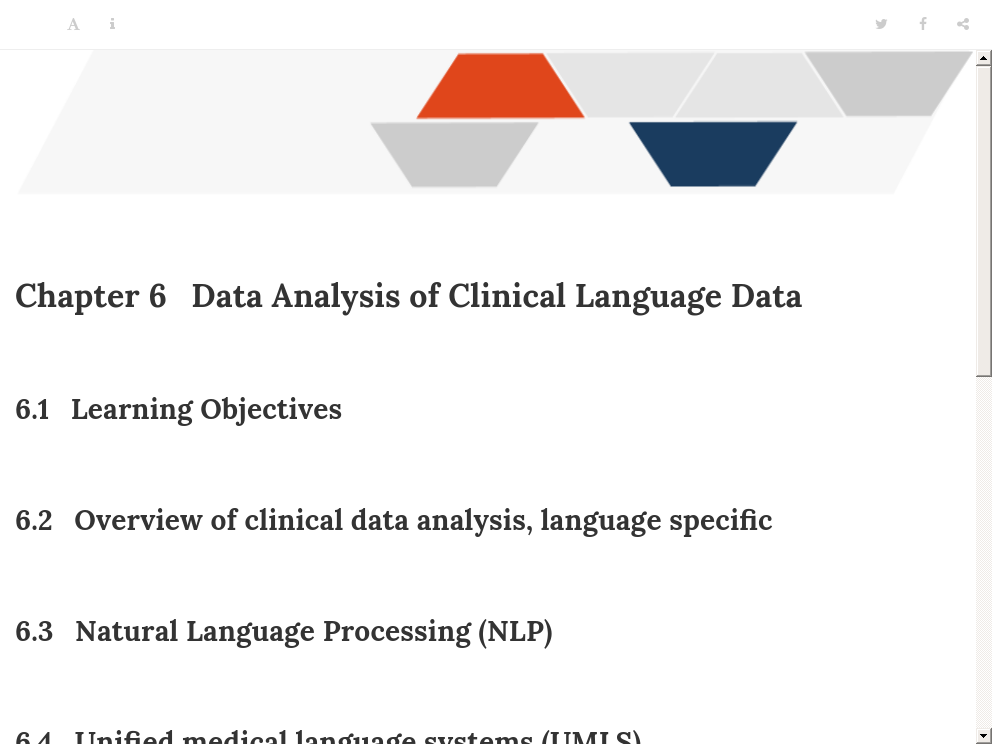 A i
Chapter 6 Data Analysis of Clinical Language Data
6.1 Learning Objectives
6.2 Overview of clinical data analysis, language specific
6.3 Natural Language Processing (NLP)
6.4 Unified medical language systems (UMLS)